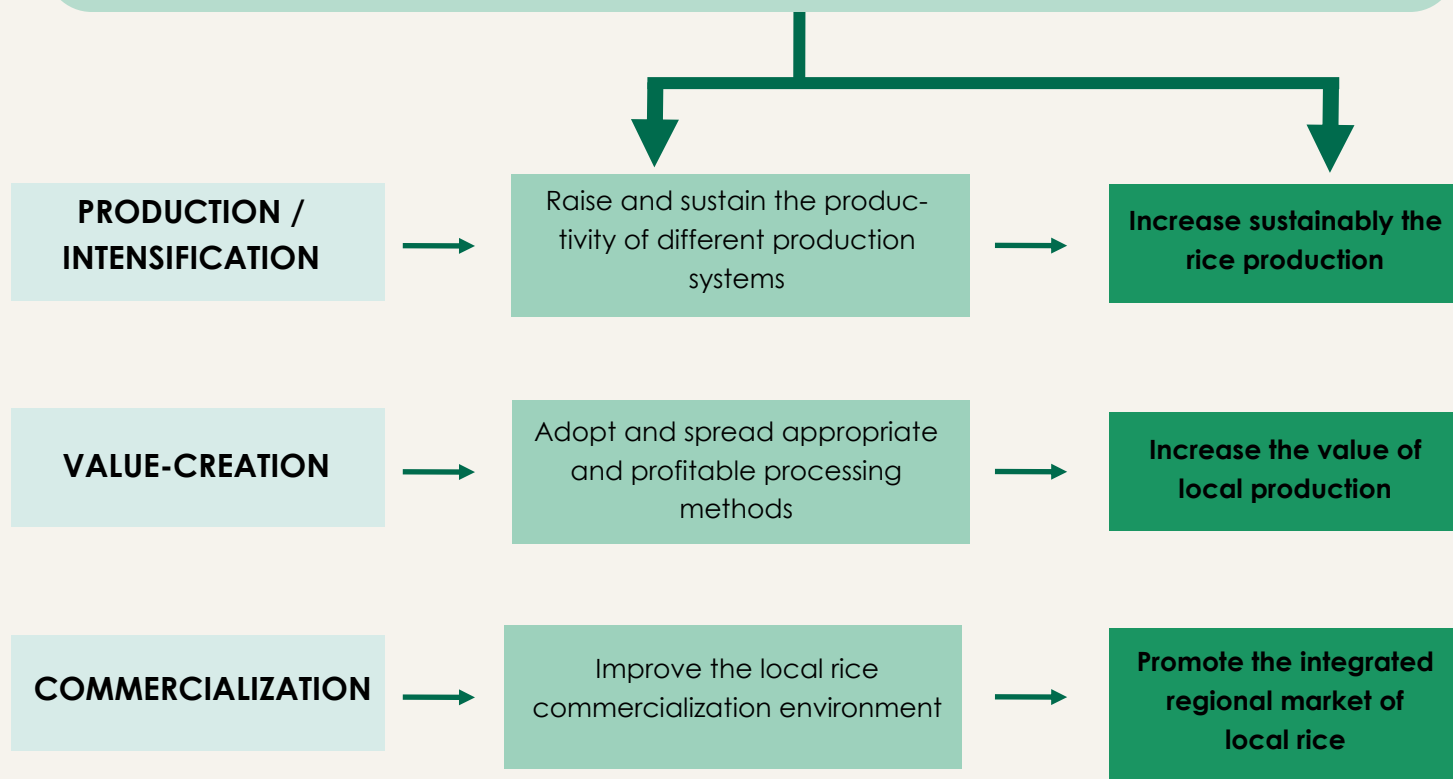 PRODUCTION /
INTENSIFICATION
Raise and sustain the produc-
tivity of different production
systems
Increase sustainably the
rice production
VALUE-CREATION
Adopt and spread appropriate
and profitable processing
methods
Increase the value of
local production
COMMERCIALIZATION
Improve the local rice
commercialization environment
Promote the integrated
regional market of
local rice